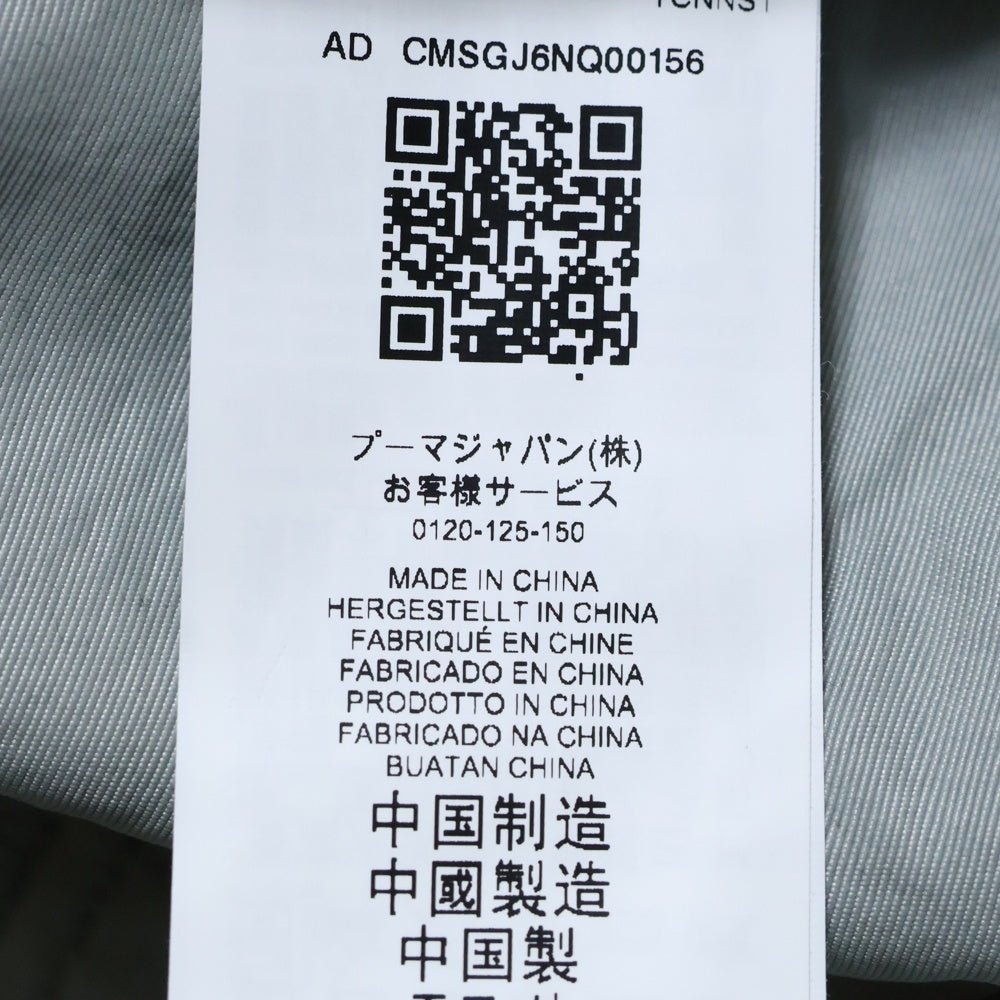 AD CMSGJ6NQ00156
プーマジャパン(株)
お客様サービス
0120-125-150
MADE IN CHINA
HERGESTELLT IN CHINA
FABRIQUÉ EN CHINE
FABRICADO EN CHINA
PRODOTTO IN CHINA
FABRICADO NA CHINA
BUATAN CHINA
中国制造
中國製造
中国製